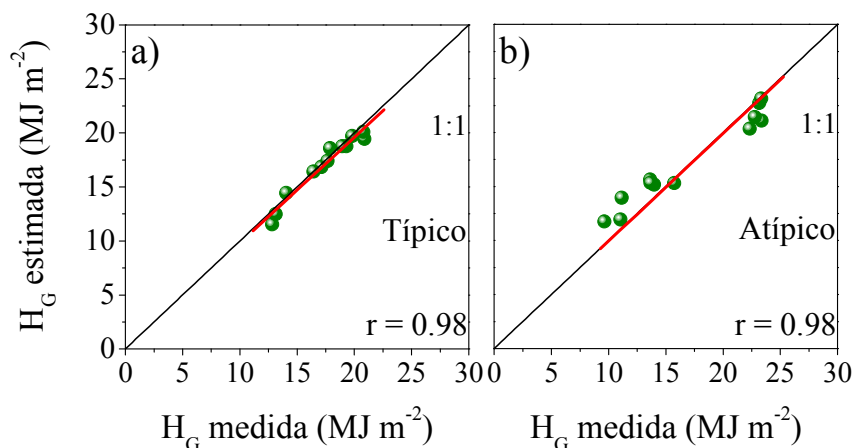 H_G estimada (MJ m⁻²)
30
25
20
15
10
5
0
a)
1:1
Típico
r = 0.98
b)
1:1
Atípico
r = 0.98
0 5 10 15 20 25 30
0 5 10 15 20 25 30
H_G medida (MJ m⁻²)
H_G medida (MJ m⁻²)